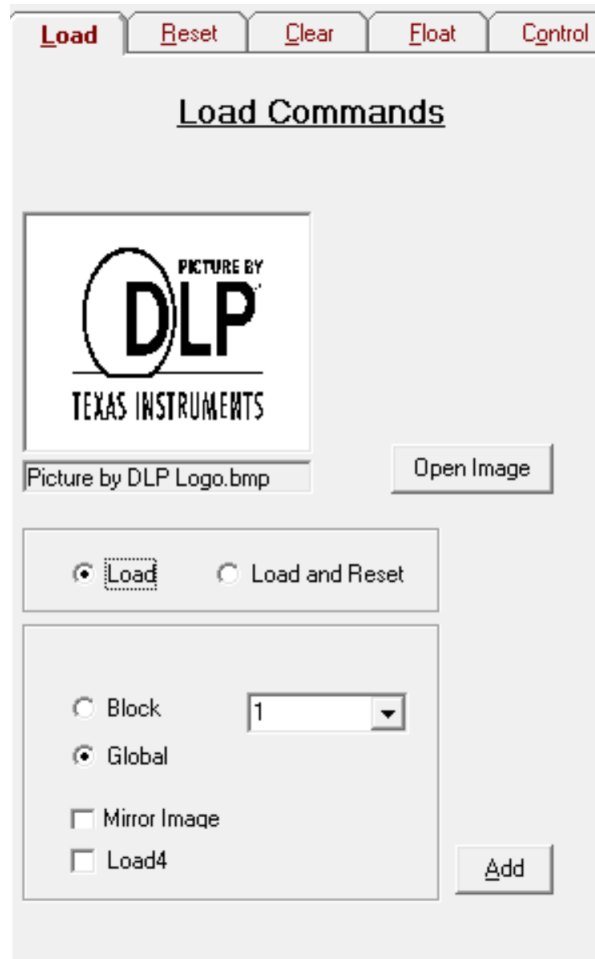 Load Reset Clear Float Control
Load Commands
PICTURE BY
DLP
TEXAS INSTRUMENTS
Picture by DLP Logo.bmp
Open Image
Load Load and Reset
Block 1
Global
Mirror Image
Load4
Add